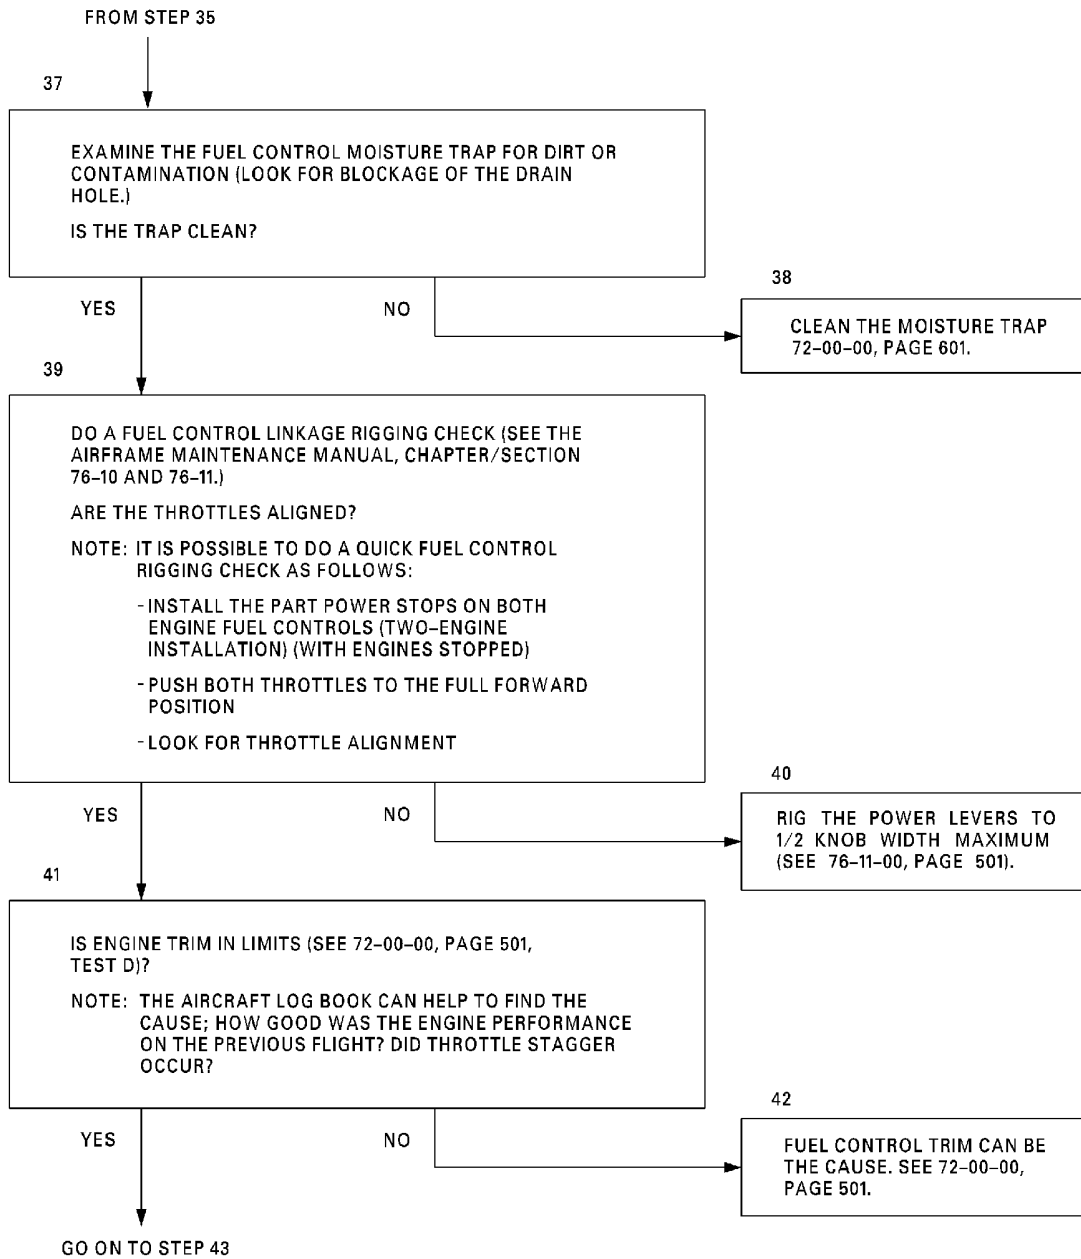 FROM STEP 35
37
EXAMINE THE FUEL CONTROL MOISTURE TRAP FOR DIRT OR
CONTAMINATION (LOOK FOR BLOCKAGE OF THE DRAIN
HOLE.)
IS THE TRAP CLEAN?
YES
NO
38
CLEAN THE MOISTURE TRAP
72-00-00, PAGE 601.
39
DO A FUEL CONTROL LINKAGE RIGGING CHECK (SEE THE
AIRFRAME MAINTENANCE MANUAL, CHAPTER/SECTION
76-10 AND 76-11.)
ARE THE THROTTLES ALIGNED?
NOTE: IT IS POSSIBLE TO DO A QUICK FUEL CONTROL
RIGGING CHECK AS FOLLOWS:
- INSTALL THE PART POWER STOPS ON BOTH
ENGINE FUEL CONTROLS (TWO-ENGINE
INSTALLATION) (WITH ENGINES STOPPED)
- PUSH BOTH THROTTLES TO THE FULL FORWARD
POSITION
- LOOK FOR THROTTLE ALIGNMENT
YES
NO
40
RIG THE POWER LEVERS TO
1/2 KNOB WIDTH MAXIMUM
(SEE 76-11-00, PAGE 501).
41
IS ENGINE TRIM IN LIMITS (SEE 72-00-00, PAGE 501,
TEST D)?
NOTE: THE AIRCRAFT LOG BOOK CAN HELP TO FIND THE
CAUSE; HOW GOOD WAS THE ENGINE PERFORMANCE
ON THE PREVIOUS FLIGHT? DID THROTTLE STAGGER
OCCUR?
YES
NO
42
FUEL CONTROL TRIM CAN BE
THE CAUSE. SEE 72-00-00,
PAGE 501.
GO ON TO STEP 43